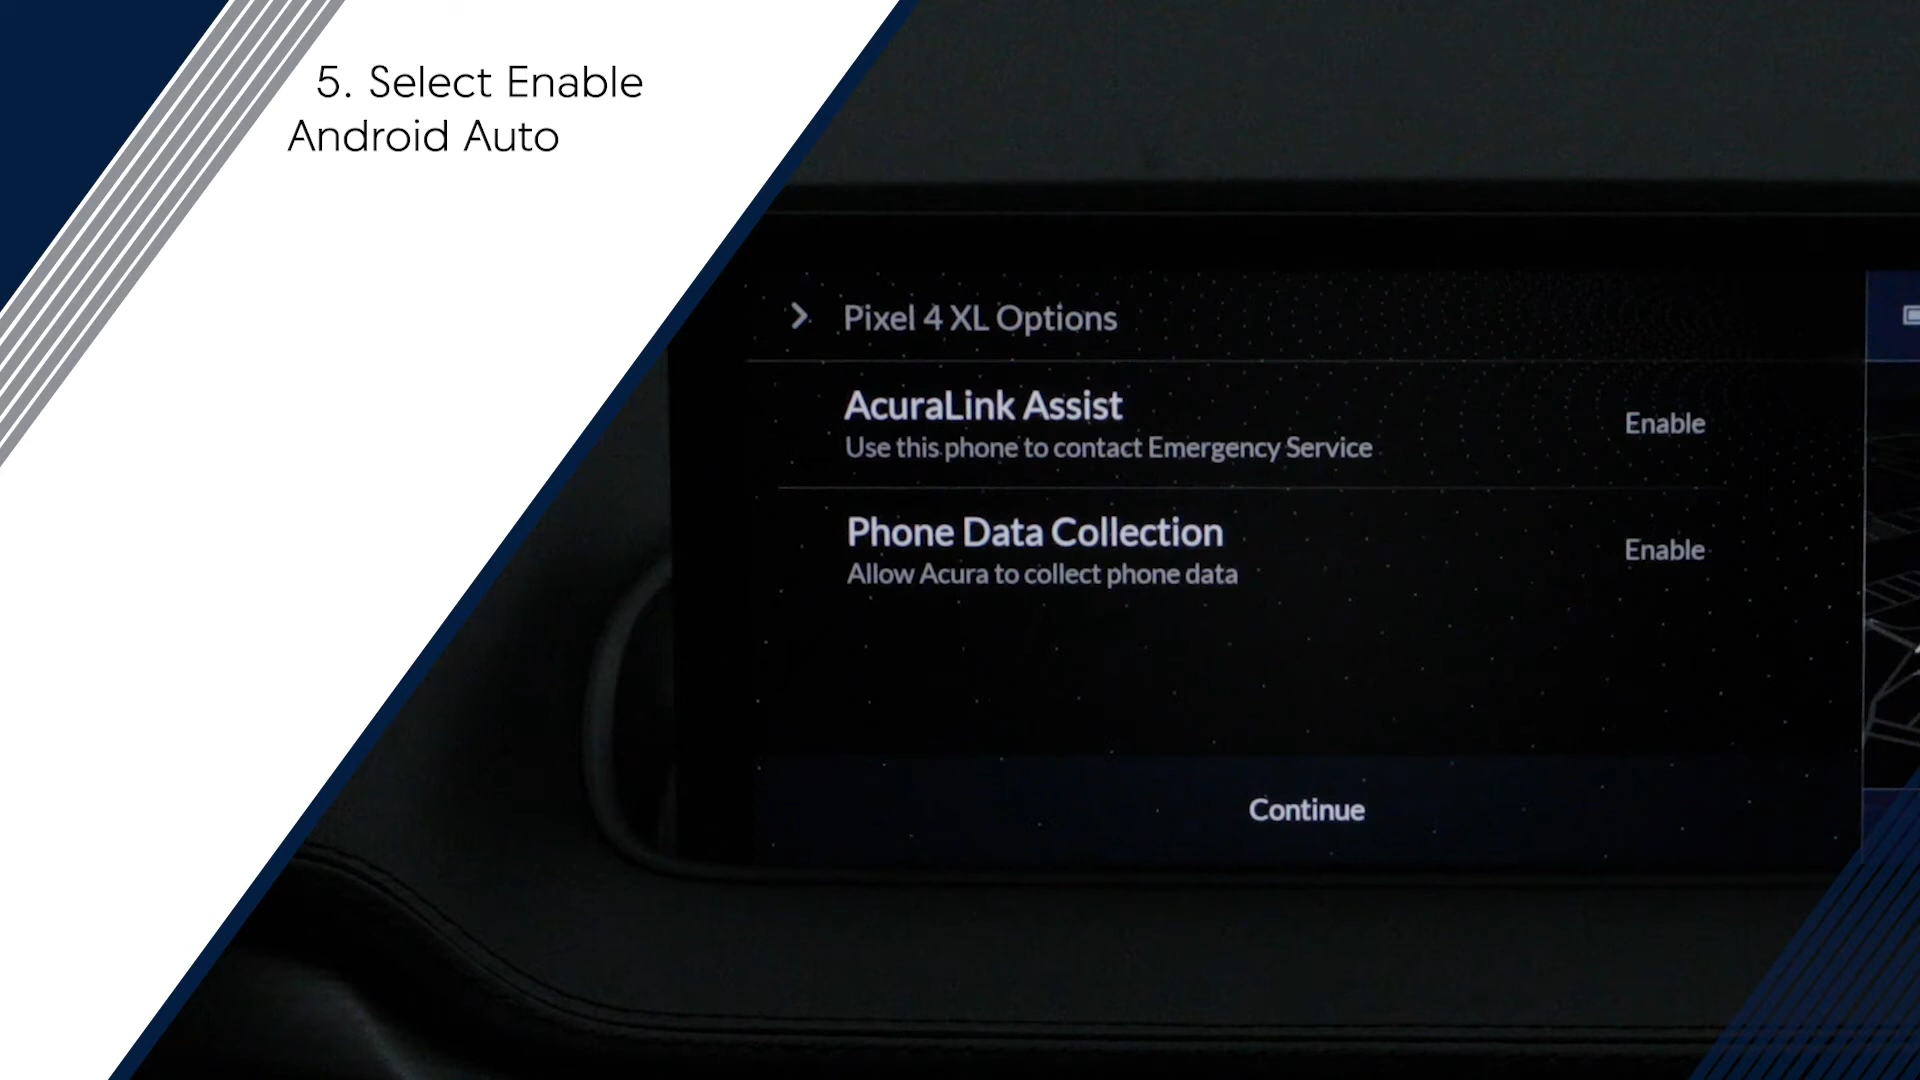 5. Select Enable
Android Auto
Pixel 4 XL Options
AcuraLink Assist
Use this phone to contact Emergency Service
Enable
Phone Data Collection
Allow Acura to collect phone data
Enable
Continue